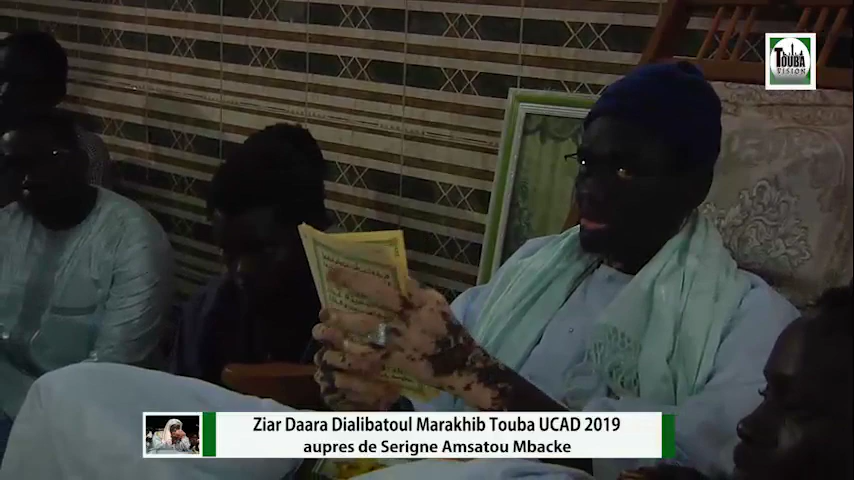 TOUBA
VISION
Ziar Daara Dialibatoul Marakhib Touba UCAD 2019
aupres de Serigne Amsatou Mbacke